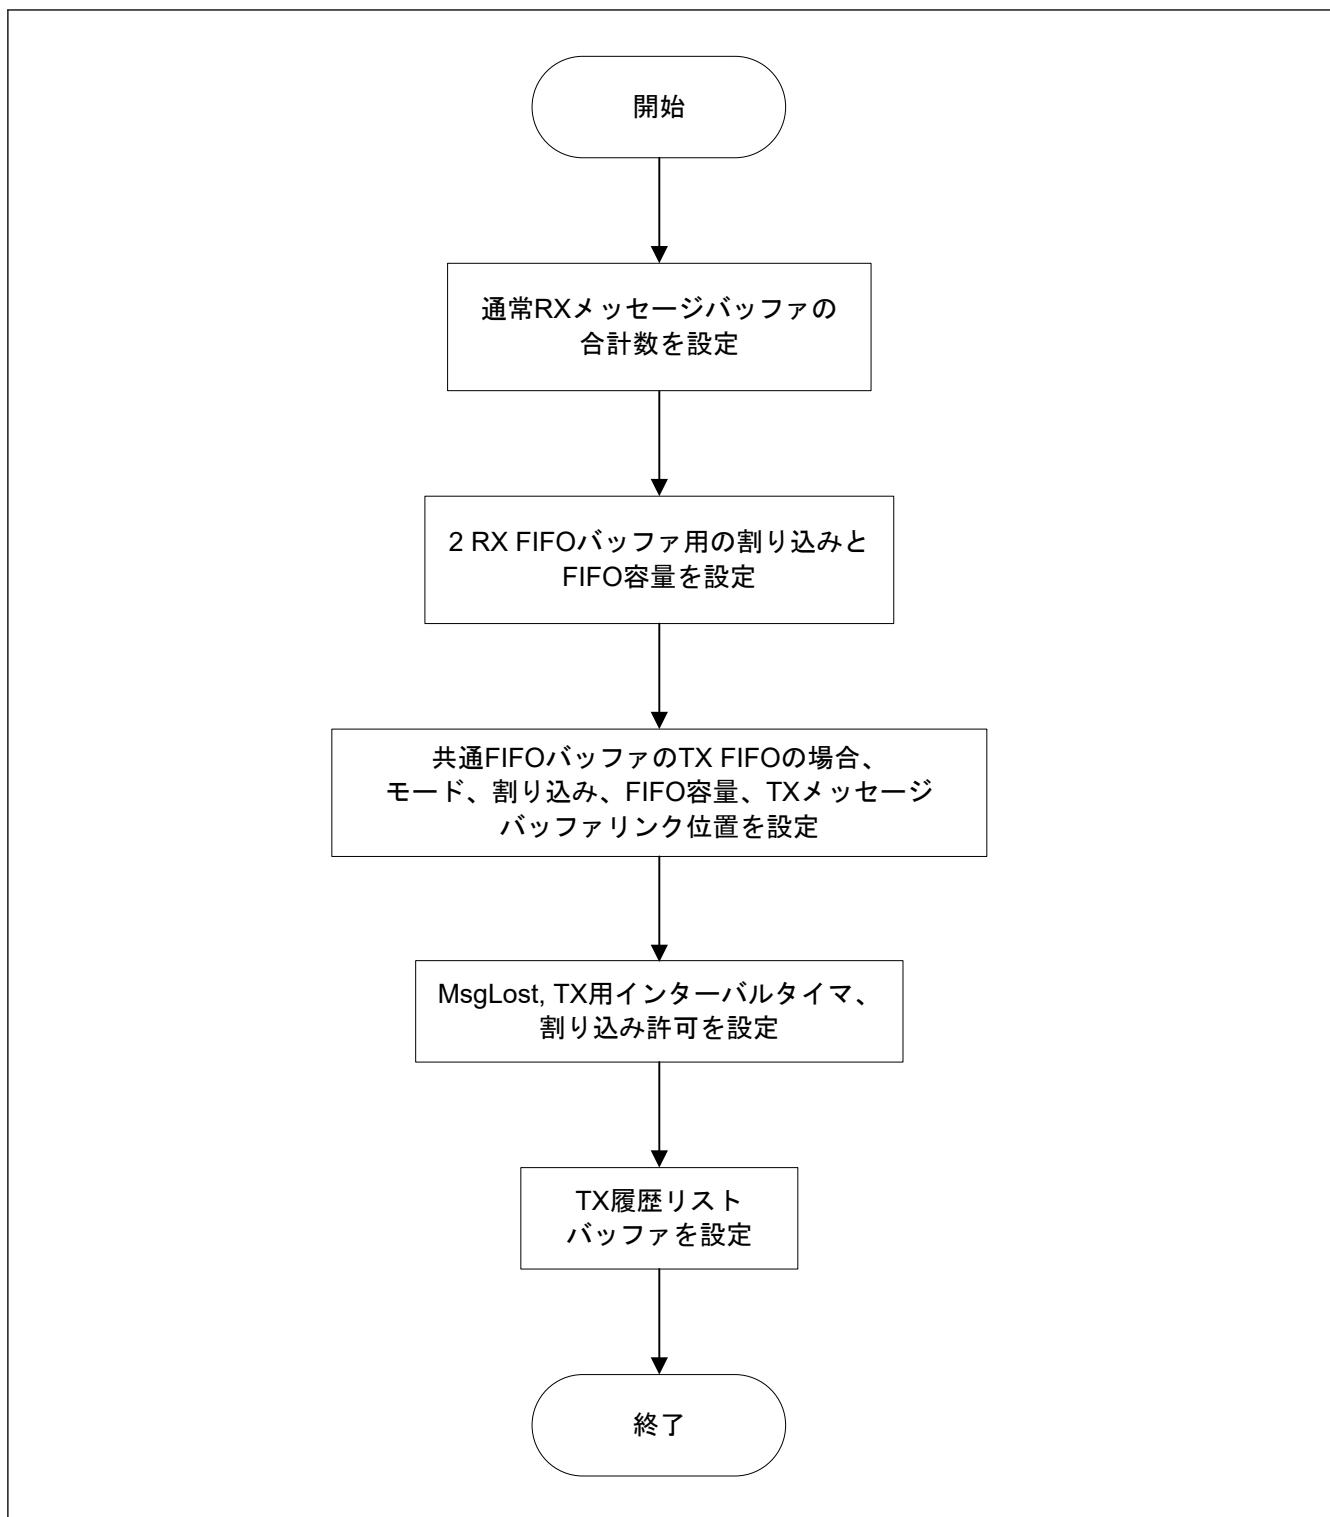 開始
通常RXメッセージバッファの
合計数を設定
2 RX FIFOバッファ用の割り込みと
FIFO容量を設定
共通FIFOバッファのTX FIFOの場合、
モード、割り込み、FIFO容量、TXメッセージ
バッファリンク位置を設定
MsgLost, TX用インターバルタイマ、
割り込み許可を設定
TX履歴リスト
バッファを設定
終了